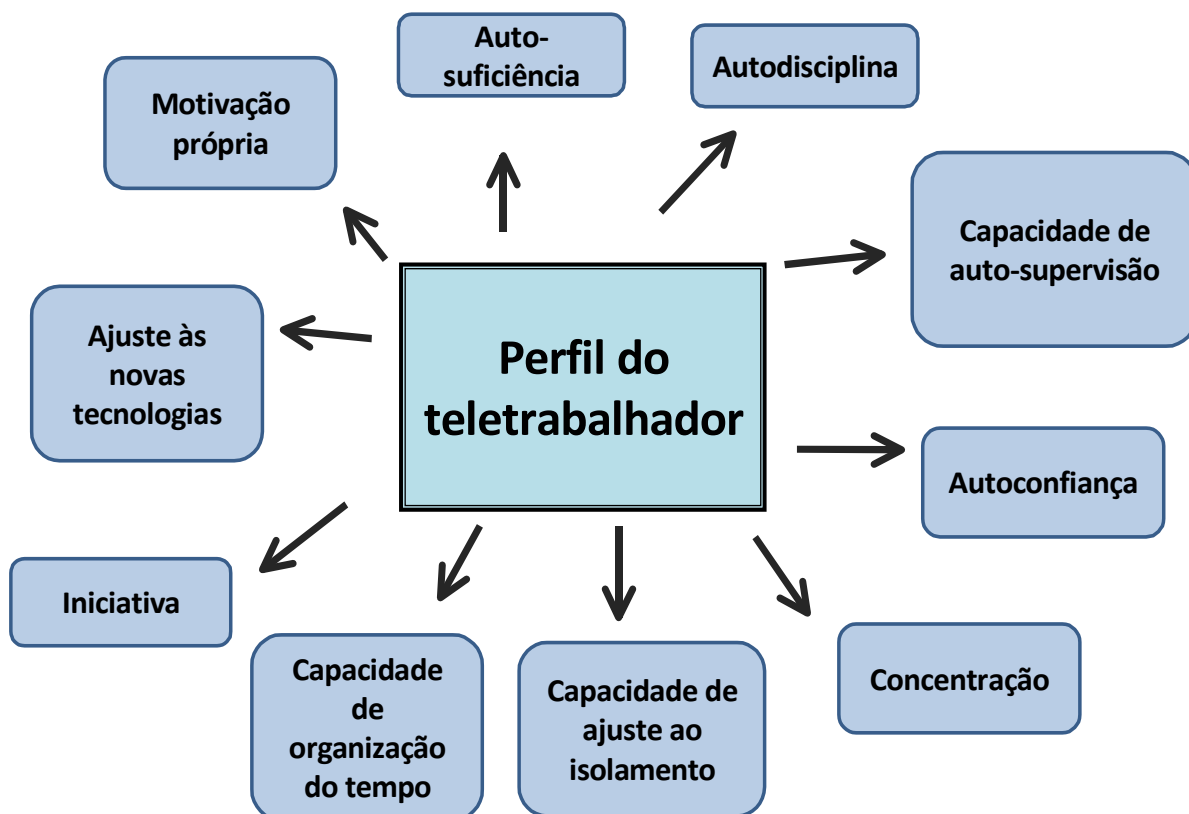 Auto-
suficiência
Autodisciplina
Motivação
própria
Capacidade de
auto-supervisão
Ajuste às
novas
tecnologias
Perfil do
teletrabalhador
Autoconfiança
Iniciativa
Capacidade
de
organização
do tempo
Capacidade de
ajuste ao
isolamento
Concentração